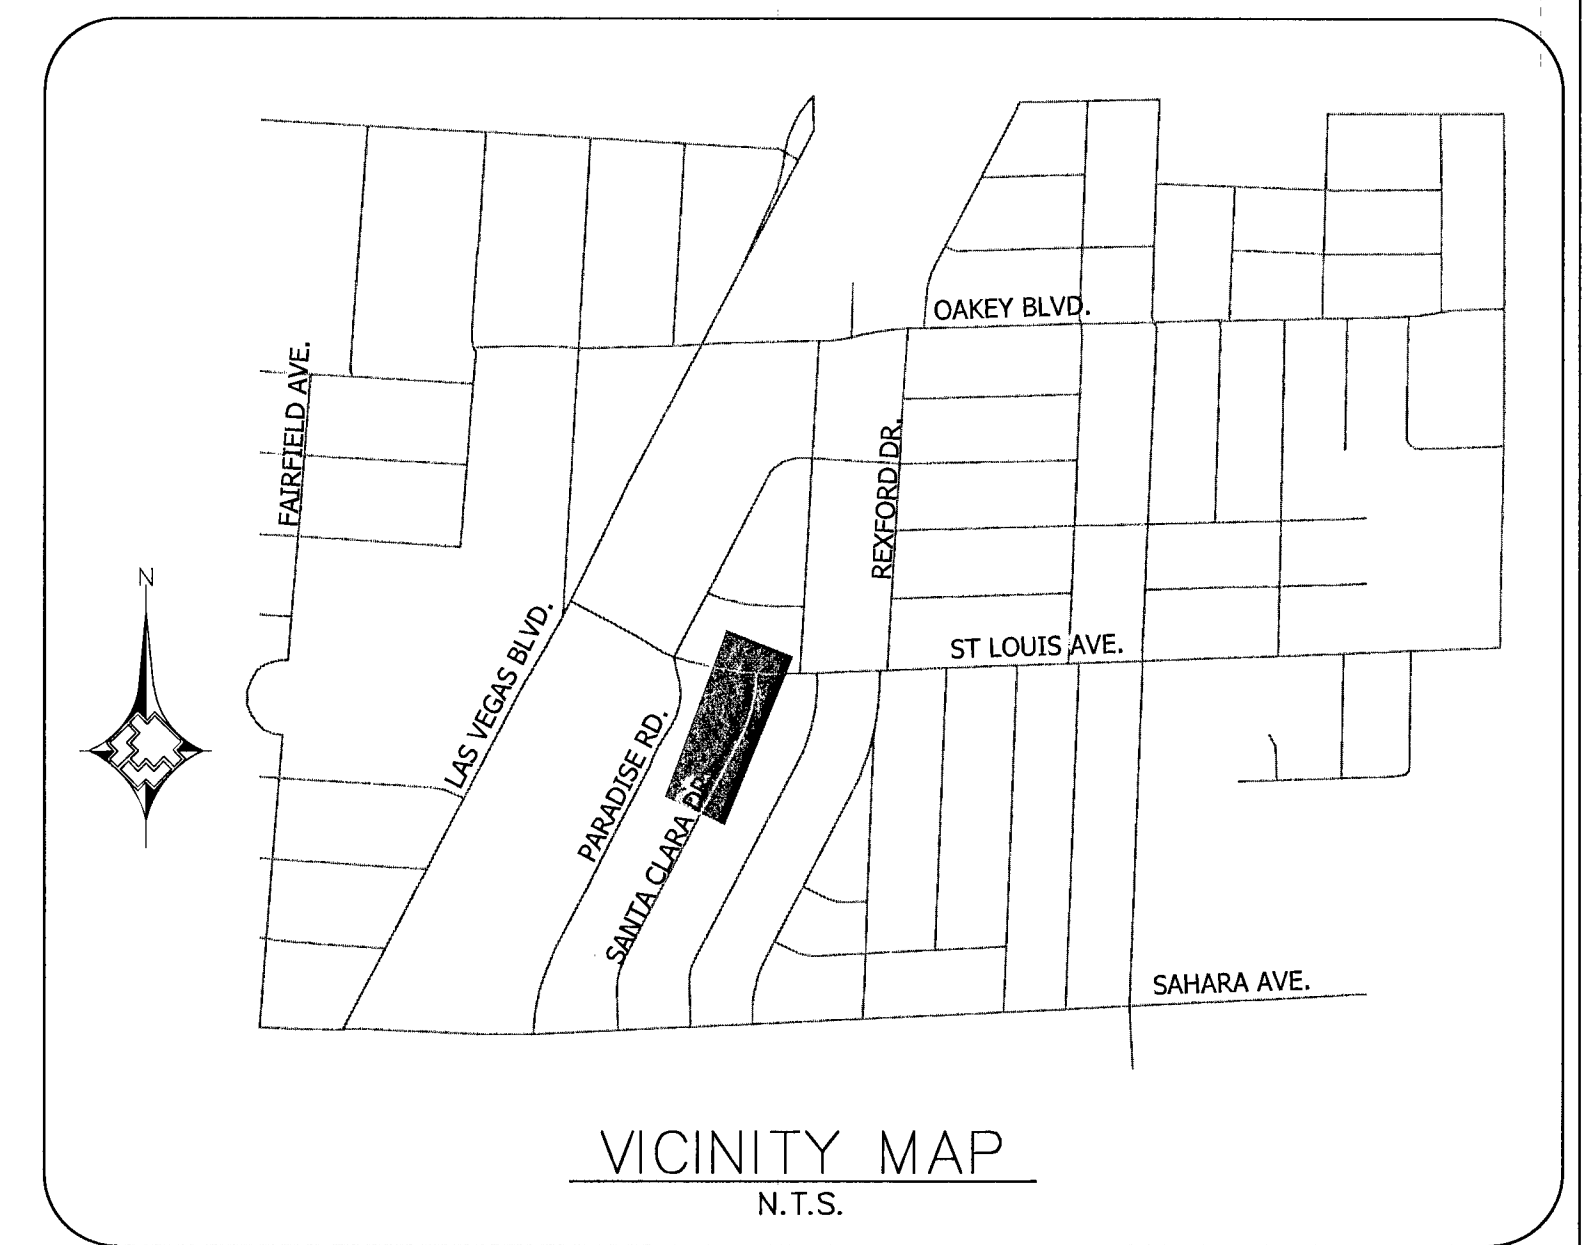 OAKEY BLVD.
FAIRFIELD AVE.
REXFORD DR.
N
LAS VEGAS BLVD.
ST LOUIS AVE.
PARADISE RD.
SANTA CLARA DR.
SAHARA AVE.
VICINITY MAP
N.T.S.